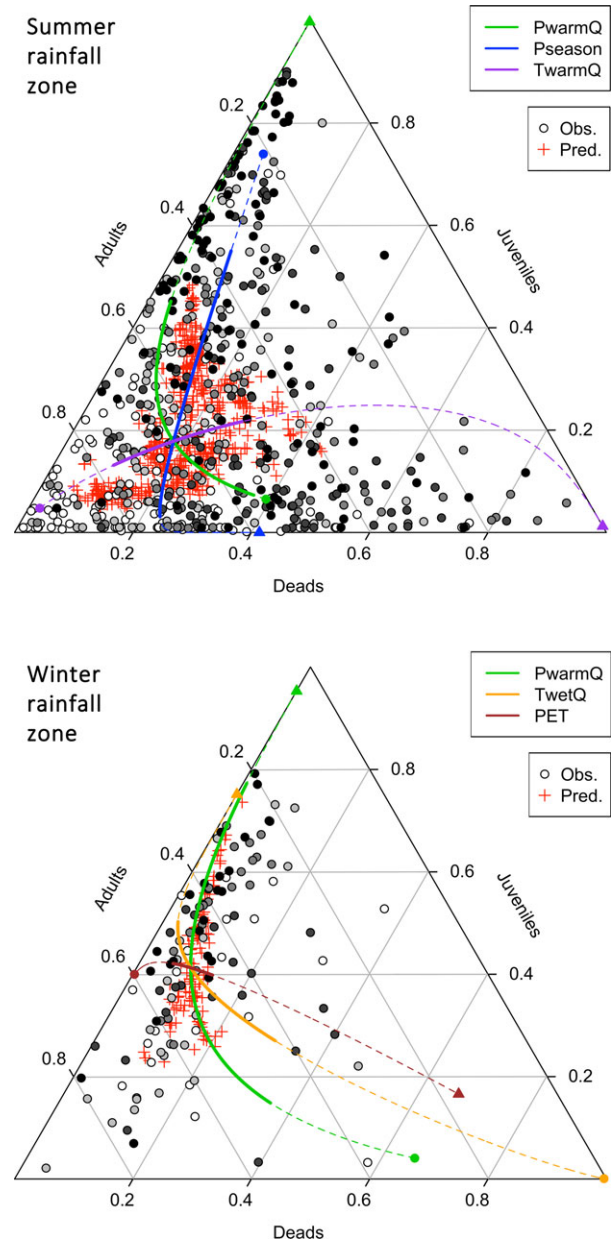 Summer
rainfall
zone
PwarmQ
Pseason
TwarmQ
Obs.
Pred.
0.2
0.4
0.6
0.8
Adults
0.8
0.6
0.4
0.2
Juveniles
0.2
0.4
0.6
0.8
Deads
Winter
rainfall
zone
PwarmQ
TwetQ
PET
Obs.
Pred.
0.2
0.4
0.6
0.8
Adults
0.8
0.6
0.4
0.2
Juveniles
0.2
0.4
0.6
0.8
Deads